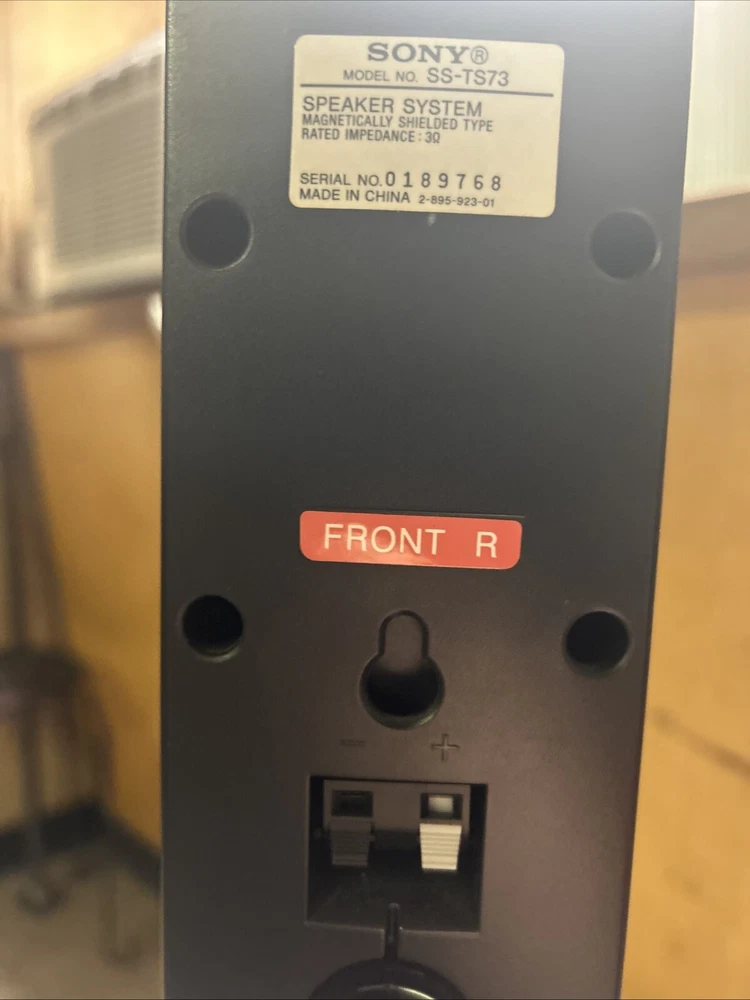 SONY®
MODEL NO. SS-TS73
SPEAKER SYSTEM
MAGNETICALLY SHIELDED TYPE
RATED IMPEDANCE : 3Ω
SERIAL NO. 0189768
MADE IN CHINA 2-895-923-01
FRONT R
− +